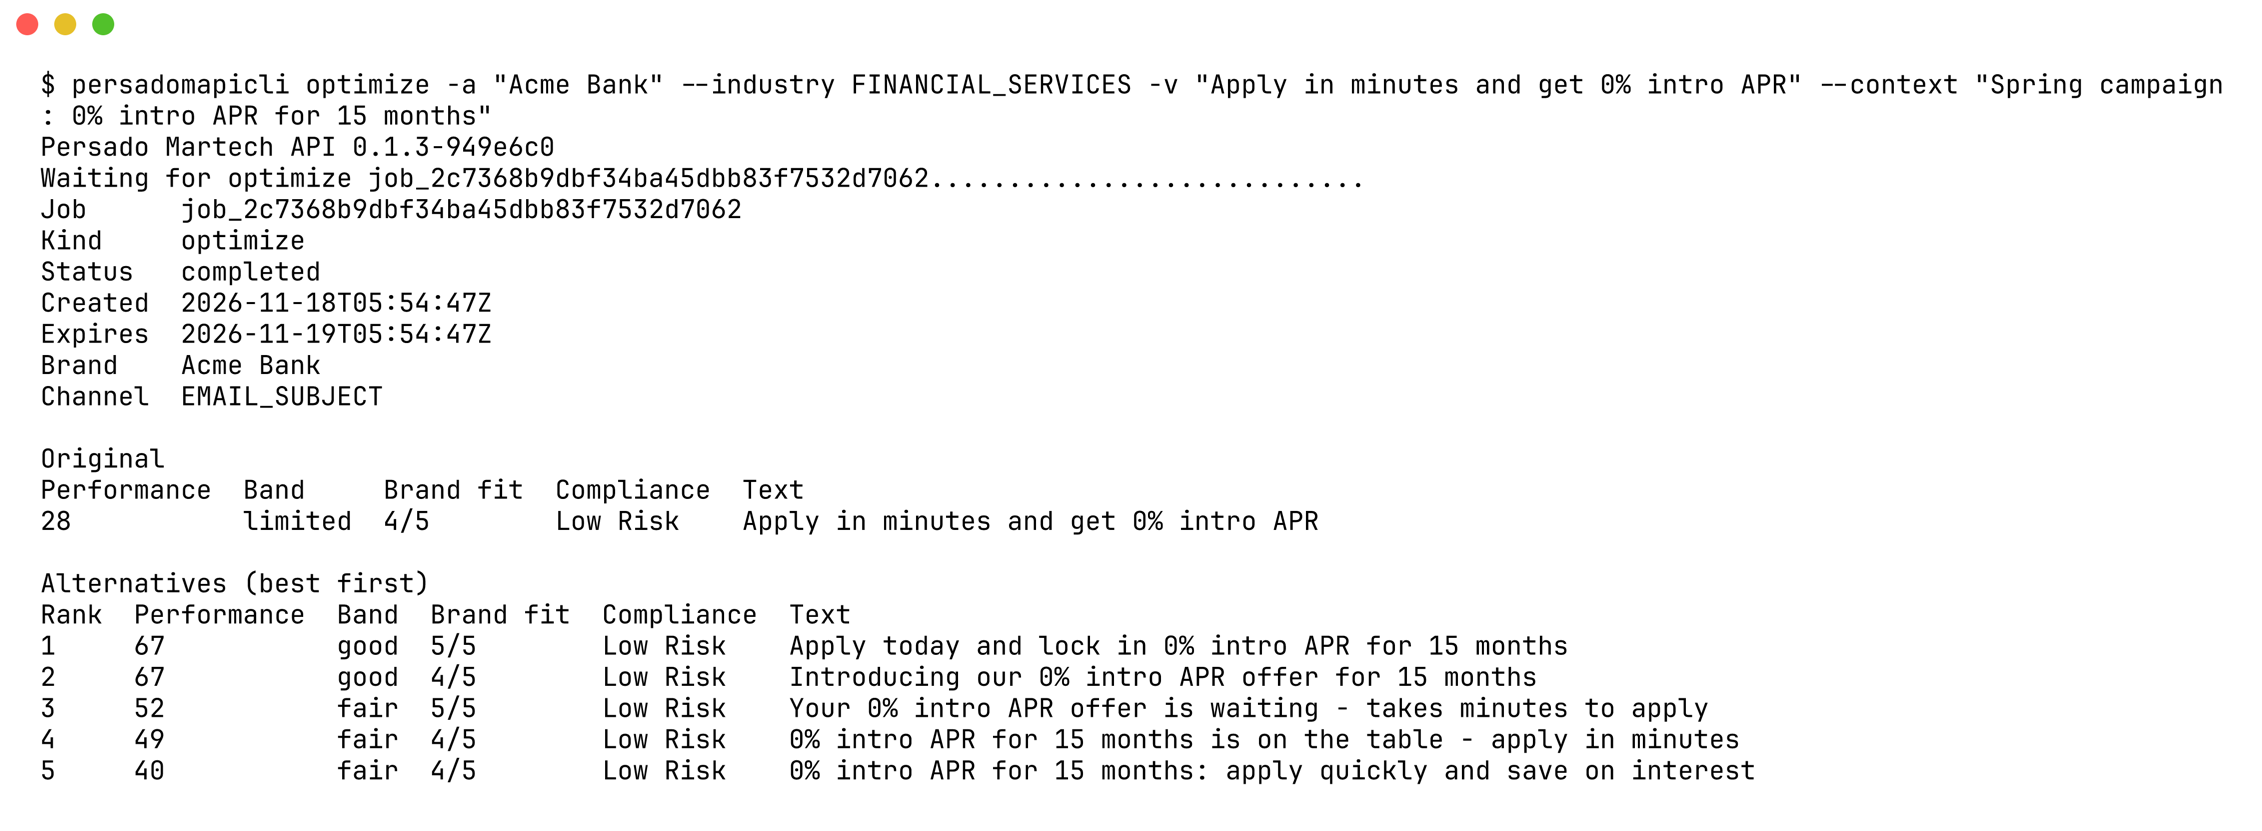 $ persadomapicli optimize -a "Acme Bank" --industry FINANCIAL_SERVICES -v "Apply in minutes and get 0% intro APR" --context "Spring campaign
: 0% intro APR for 15 months"
Persado Martech API 0.1.3-949e6c0
Waiting for optimize job_2c7368b9dbf34ba45dbb83f7532d7062............................
Job      job_2c7368b9dbf34ba45dbb83f7532d7062
Kind     optimize
Status   completed
Created  2026-11-18T05:54:47Z
Expires  2026-11-19T05:54:47Z
Brand    Acme Bank
Channel  EMAIL_SUBJECT
Original
Performance  Band     Brand fit  Compliance  Text
28           limited  4/5        Low Risk    Apply in minutes and get 0% intro APR
Alternatives (best first)
Rank  Performance  Band  Brand fit  Compliance  Text
1     67           good  5/5        Low Risk    Apply today and lock in 0% intro APR for 15 months
2     67           good  4/5        Low Risk    Introducing our 0% intro APR offer for 15 months
3     52           fair  5/5        Low Risk    Your 0% intro APR offer is waiting - takes minutes to apply
4     49           fair  4/5        Low Risk    0% intro APR for 15 months is on the table - apply in minutes
5     40           fair  4/5        Low Risk    0% intro APR for 15 months: apply quickly and save on interest